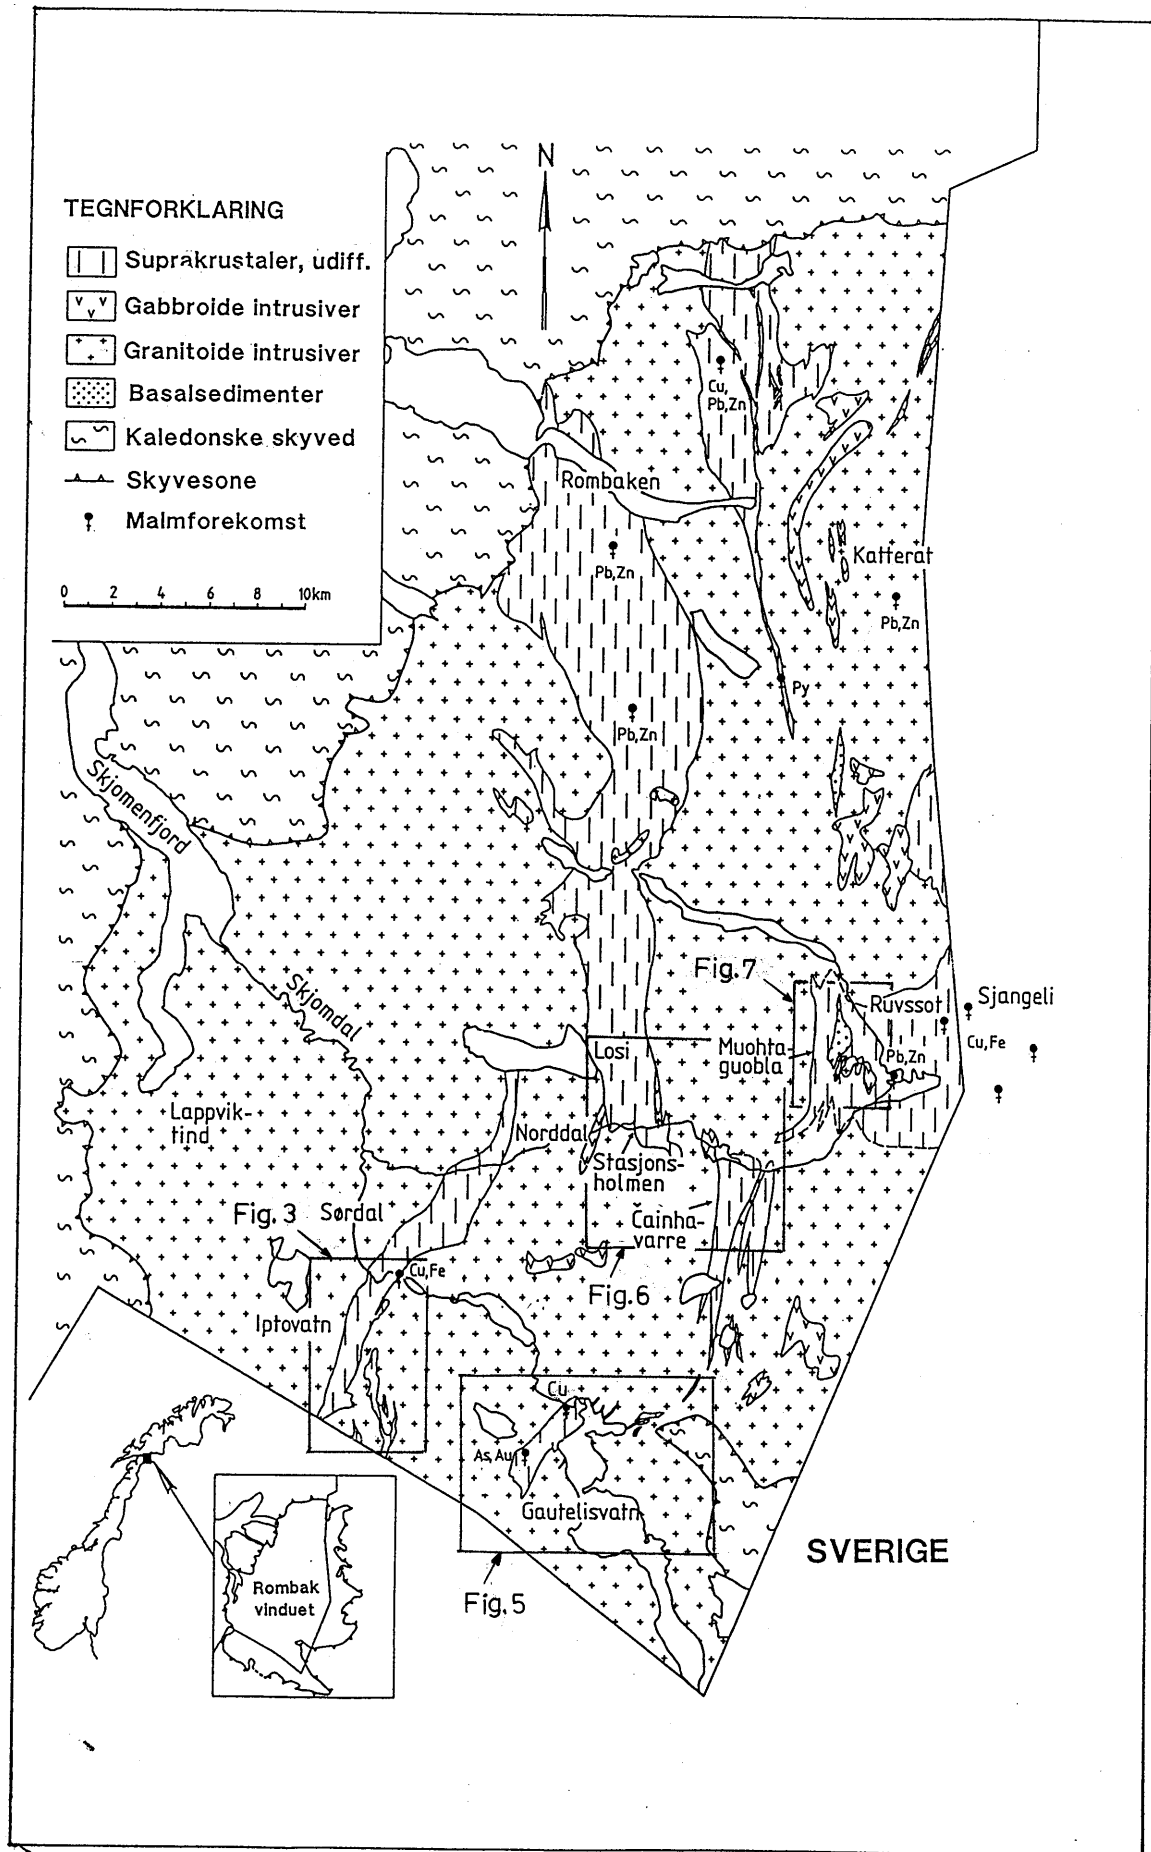 N
TEGNFORKLARING
Suprakrustaler, udiff.
Gabbroide intrusiver
Granitoide intrusiver
Basalsedimenter
Kaledonske skyved
Skyvesone
Malmforekomst
0 2 4 6 8 10km
Cu,
Pb,Zn
Rombaken
Pb,Zn
Katterat
Pb,Zn
Py
Pb,Zn
Skjomenfjord
Fig.7
Skjomdal
Ruvssot
Sjangeli
Cu,Fe
Losi
Muohta-
guobla
Pb,Zn
Lappvik-
tind
Norddal
Stasjons-
holmen
Fig.3
Sørdal
Čainha-
varre
Cu,Fe
Fig.6
Iptovatn
Cu
As,Au
Gautelisvatn
SVERIGE
Rombak
vinduet
Fig.5